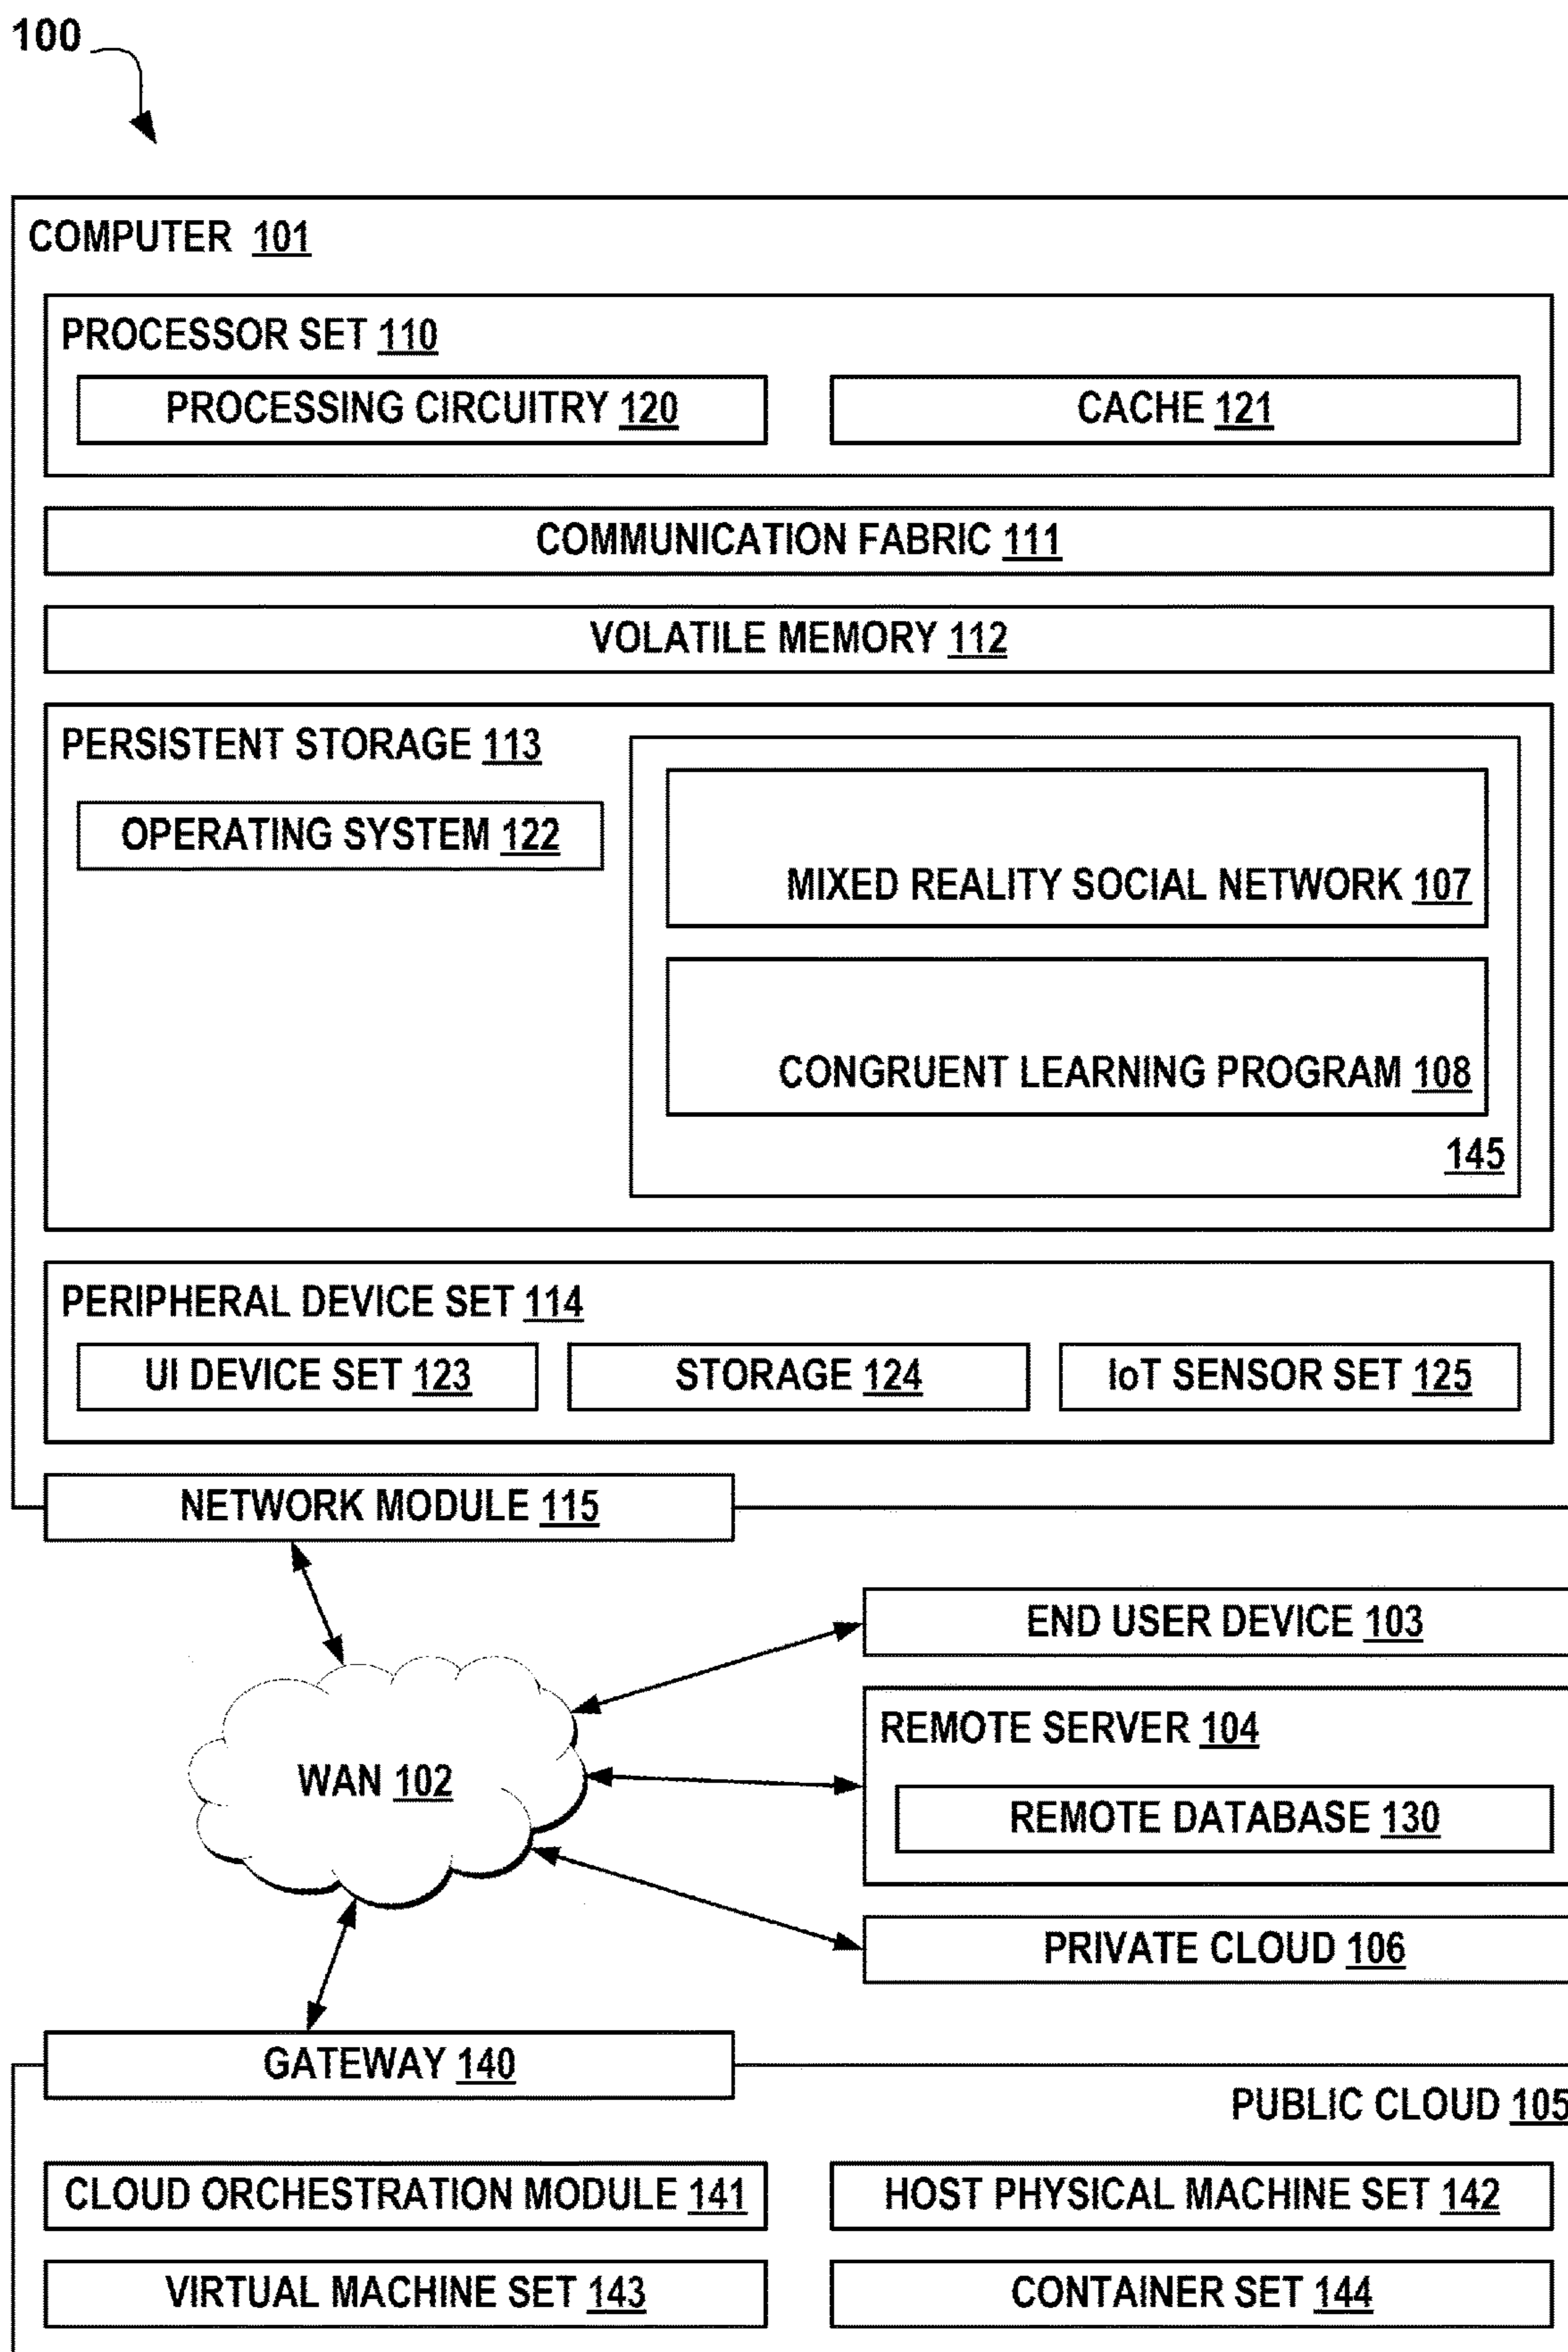 100
COMPUTER 101
PROCESSOR SET 110
PROCESSING CIRCUITRY 120
CACHE 121
COMMUNICATION FABRIC 111
VOLATILE MEMORY 112
PERSISTENT STORAGE 113
OPERATING SYSTEM 122
MIXED REALITY SOCIAL NETWORK 107
CONGRUENT LEARNING PROGRAM 108
145
PERIPHERAL DEVICE SET 114
UI DEVICE SET 123
STORAGE 124
IoT SENSOR SET 125
NETWORK MODULE 115
END USER DEVICE 103
REMOTE SERVER 104
WAN 102
REMOTE DATABASE 130
PRIVATE CLOUD 106
GATEWAY 140
PUBLIC CLOUD 105
CLOUD ORCHESTRATION MODULE 141
HOST PHYSICAL MACHINE SET 142
VIRTUAL MACHINE SET 143
CONTAINER SET 144